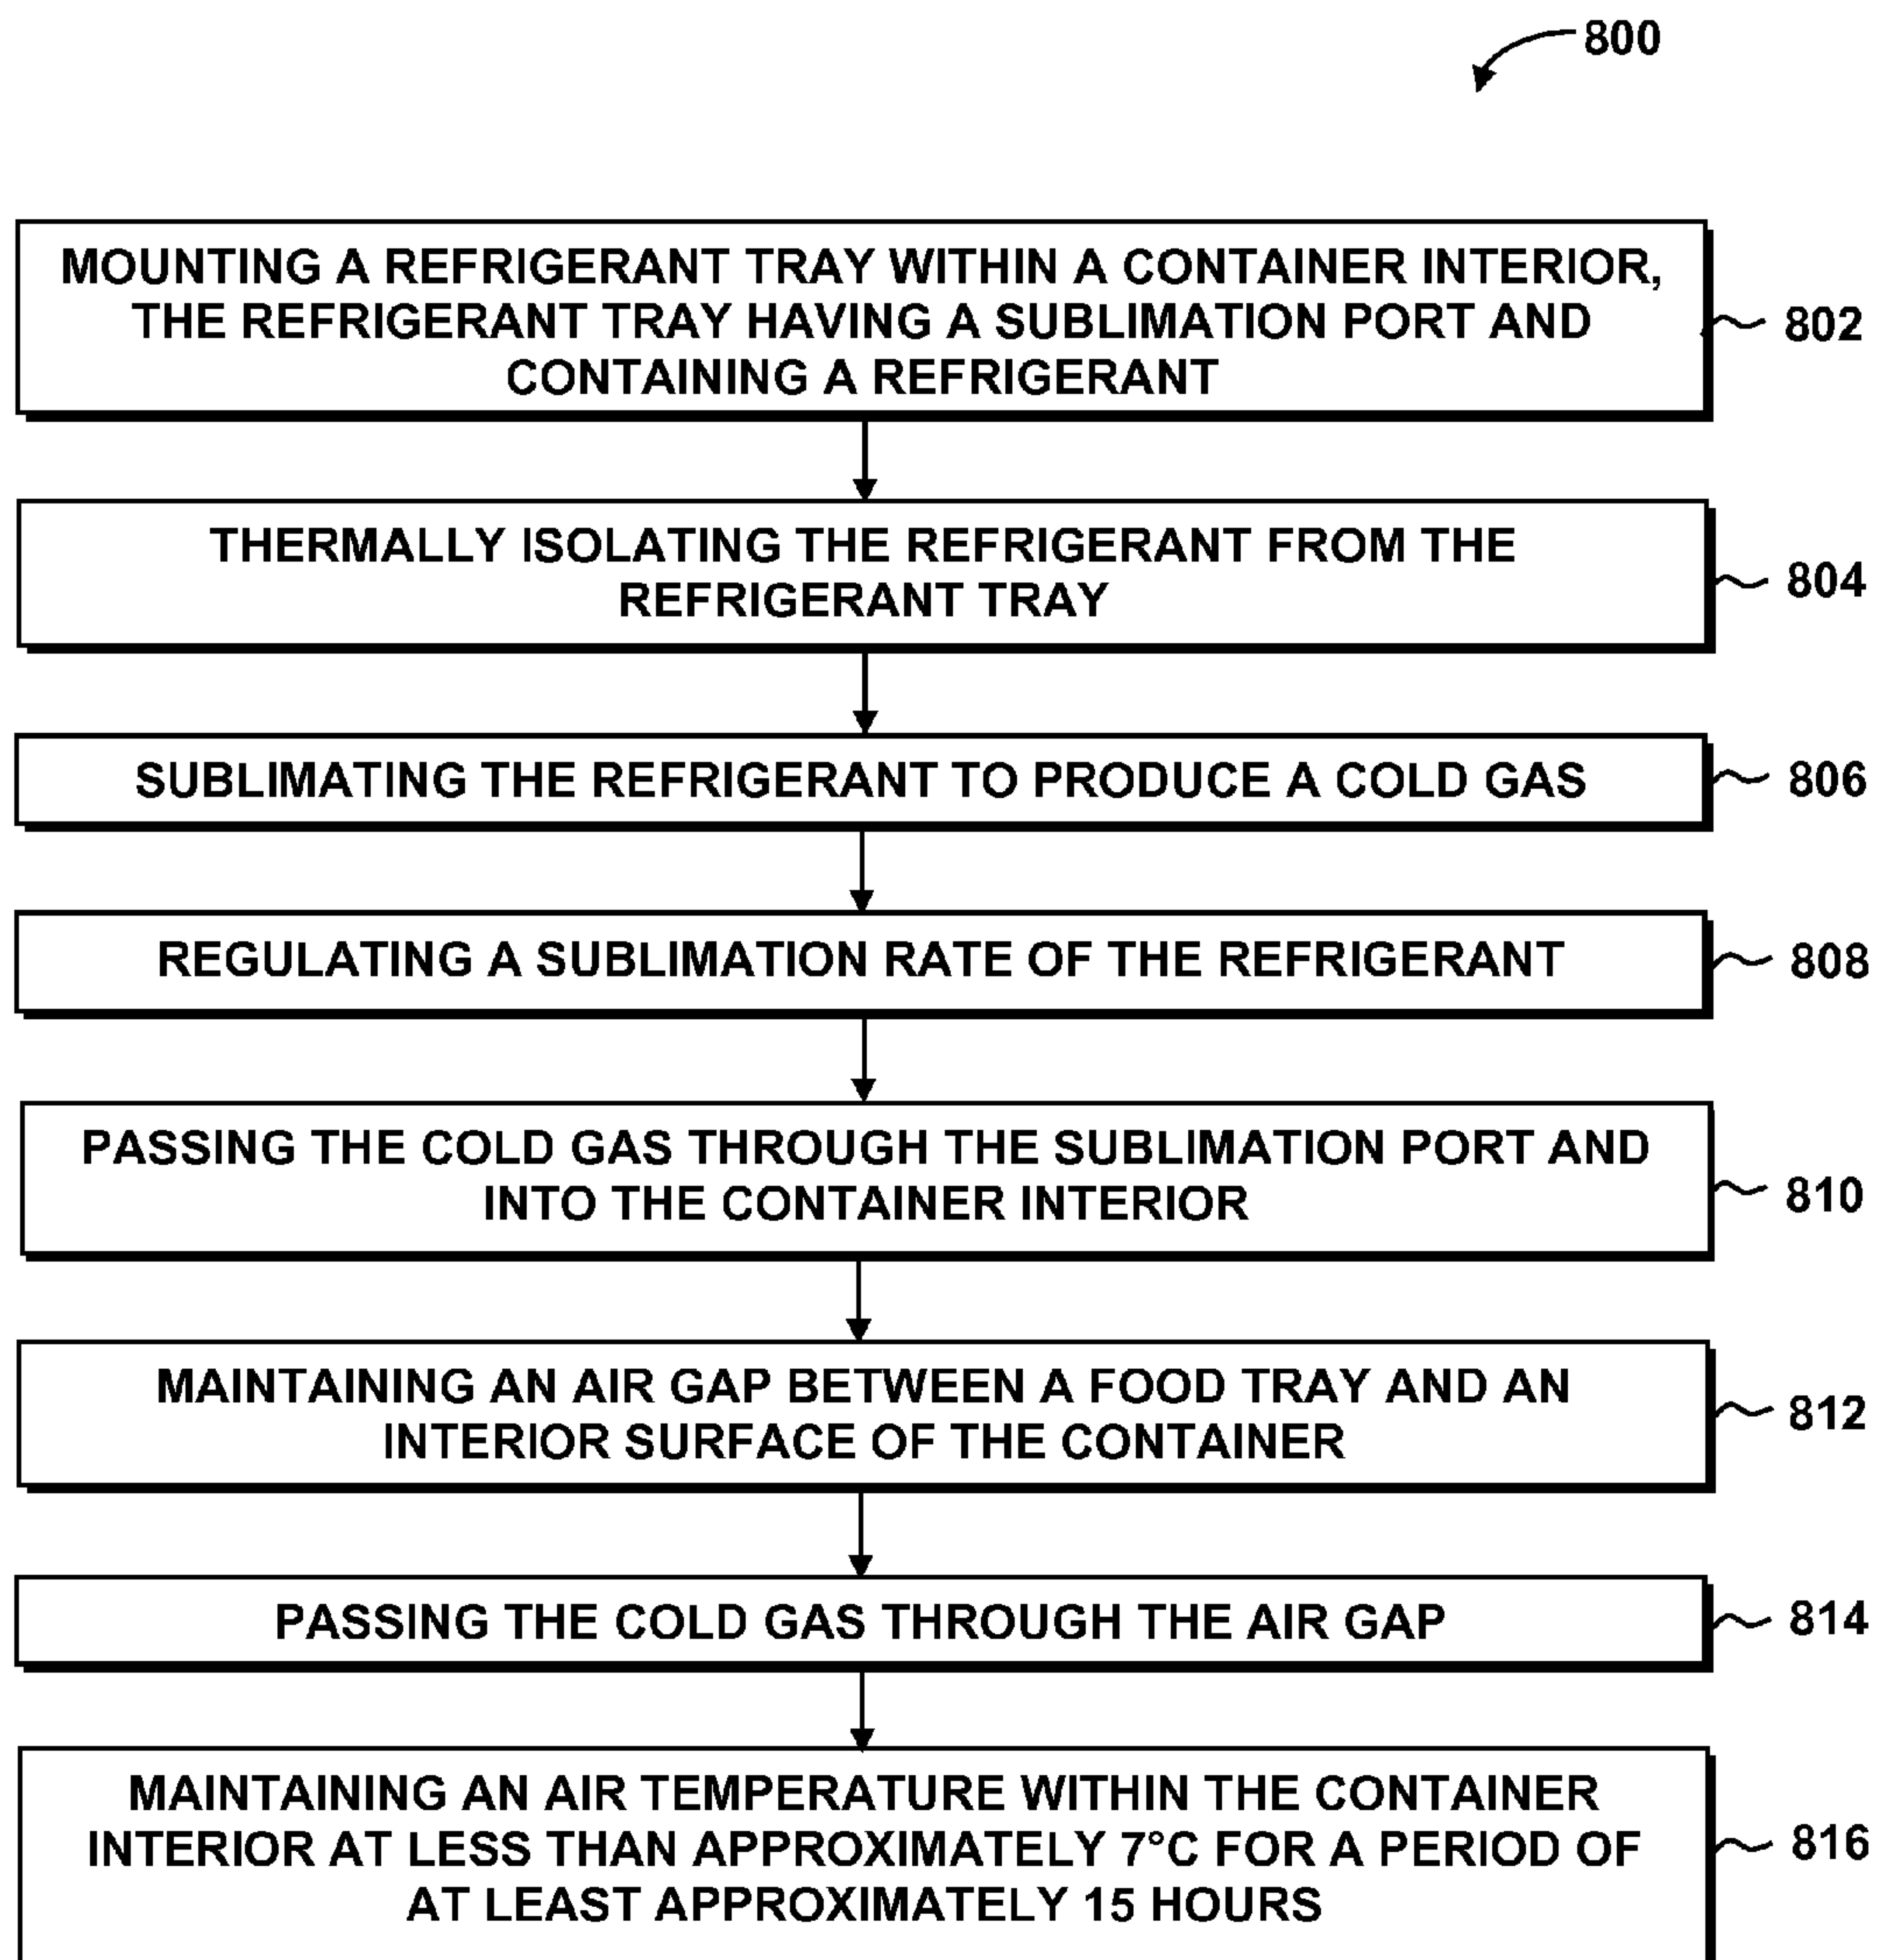 800
MOUNTING A REFRIGERANT TRAY WITHIN A CONTAINER INTERIOR,
THE REFRIGERANT TRAY HAVING A SUBLIMATION PORT AND
CONTAINING A REFRIGERANT
802
THERMALLY ISOLATING THE REFRIGERANT FROM THE
REFRIGERANT TRAY
804
SUBLIMATING THE REFRIGERANT TO PRODUCE A COLD GAS
806
REGULATING A SUBLIMATION RATE OF THE REFRIGERANT
808
PASSING THE COLD GAS THROUGH THE SUBLIMATION PORT AND
INTO THE CONTAINER INTERIOR
810
MAINTAINING AN AIR GAP BETWEEN A FOOD TRAY AND AN
INTERIOR SURFACE OF THE CONTAINER
812
PASSING THE COLD GAS THROUGH THE AIR GAP
814
MAINTAINING AN AIR TEMPERATURE WITHIN THE CONTAINER
INTERIOR AT LESS THAN APPROXIMATELY 7°C FOR A PERIOD OF
AT LEAST APPROXIMATELY 15 HOURS
816